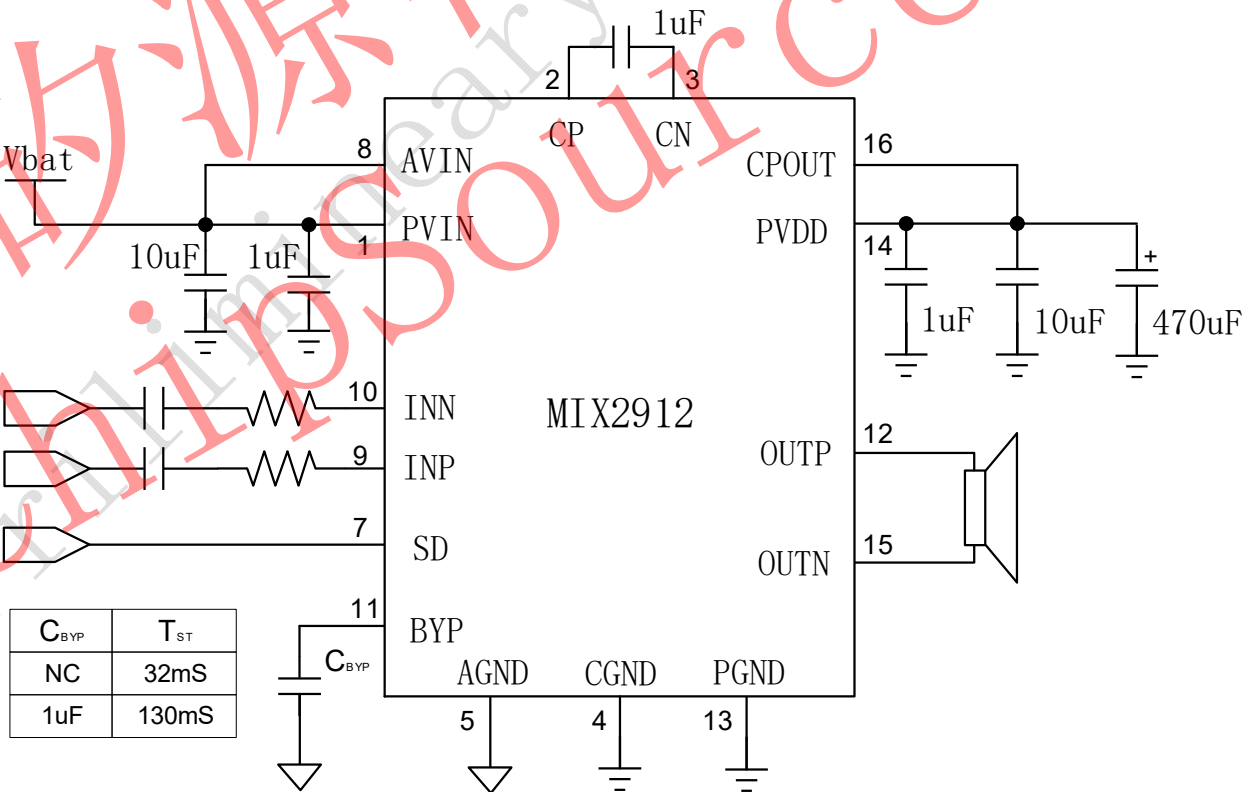 1uF
2
3
CP
CN
Vbat
8
AVIN
16
CPOUT
1
PVIN
14
PVDD
10uF
1uF
1uF
10uF
+
470uF
10
INN
MIX2912
9
INP
12
OUTP
7
SD
15
OUTN
11
BYP
CBYP
CBYP TST
NC 32mS
1uF 130mS
AGND
CGND
PGND
5
4
13